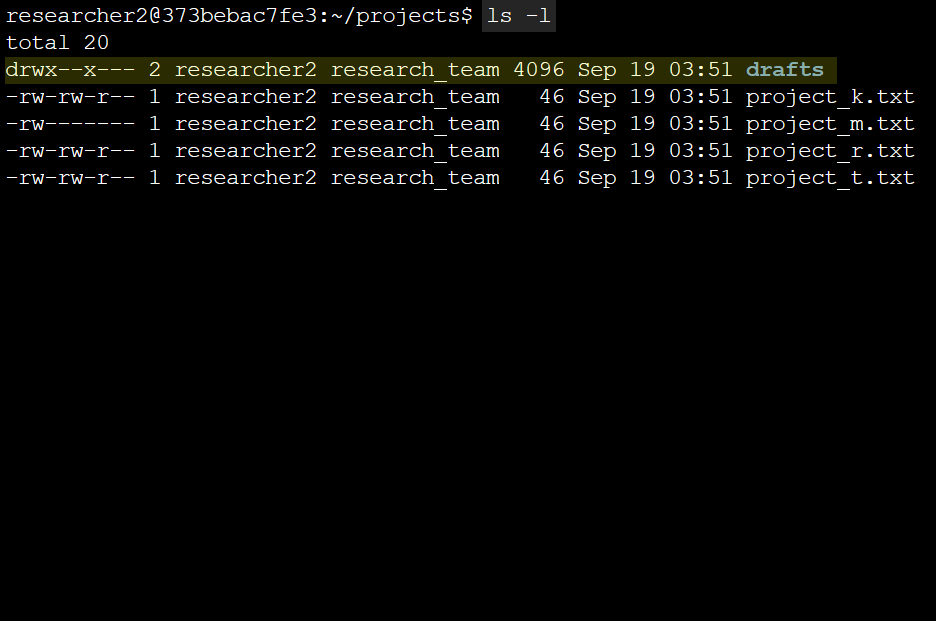 researcher2@373bebac7fe3:~/projects$ ls -l
total 20
drwx--x--- 2 researcher2 research_team 4096 Sep 19 03:51 drafts
-rw-rw-r-- 1 researcher2 research_team   46 Sep 19 03:51 project_k.txt
-rw------- 1 researcher2 research_team   46 Sep 19 03:51 project_m.txt
-rw-rw-r-- 1 researcher2 research_team   46 Sep 19 03:51 project_r.txt
-rw-rw-r-- 1 researcher2 research_team   46 Sep 19 03:51 project_t.txt